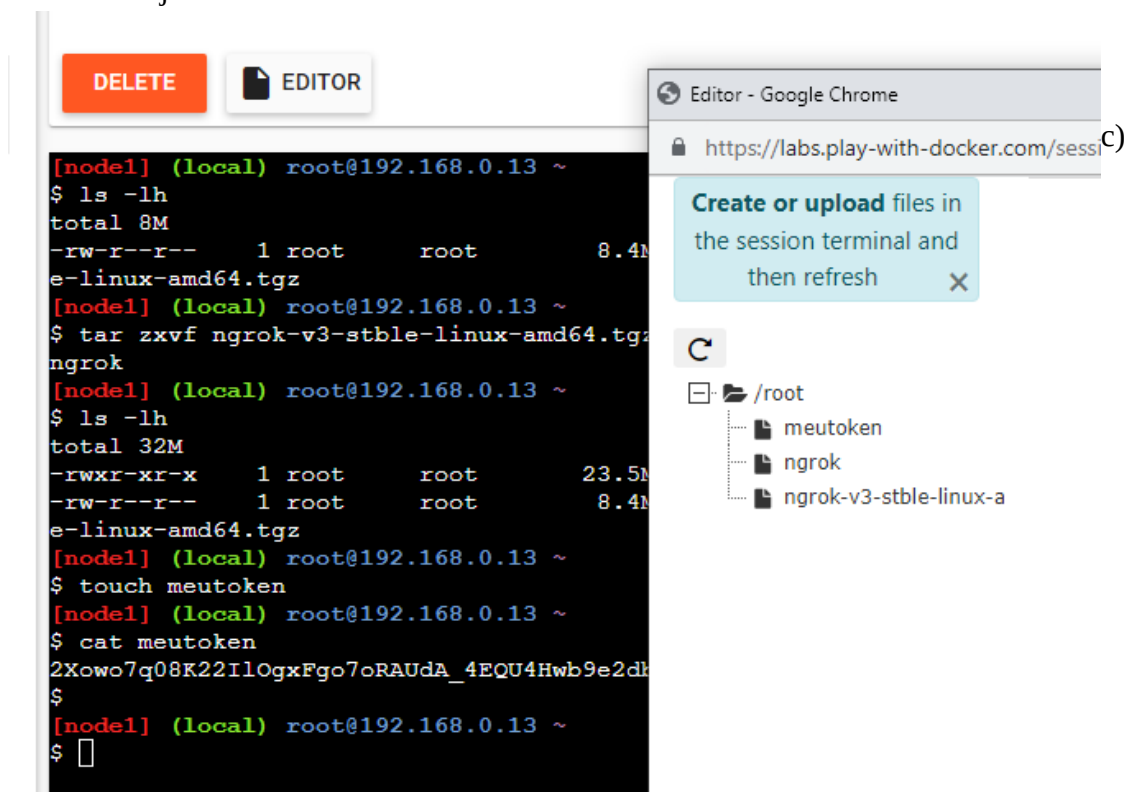 j
DELETE
EDITOR
Editor - Google Chrome
c)
https://labs.play-with-docker.com/sessi
Create or upload files in
the session terminal and
then refresh ×
/root
meutoken
ngrok
ngrok-v3-stble-linux-a
[node1] (local) root@192.168.0.13 ~
$ ls -lh
total 8M
-rw-r--r-- 1 root root 8.4M
e-linux-amd64.tgz
[node1] (local) root@192.168.0.13 ~
$ tar zxvf ngrok-v3-stble-linux-amd64.tgz
ngrok
[node1] (local) root@192.168.0.13 ~
$ ls -lh
total 32M
-rwxr-xr-x 1 root root 23.5M
-rw-r--r-- 1 root root 8.4M
e-linux-amd64.tgz
[node1] (local) root@192.168.0.13 ~
$ touch meutoken
[node1] (local) root@192.168.0.13 ~
$ cat meutoken
2Xowo7q08K22IlOgxFgo7oRAUdA_4EQU4Hwb9e2db
$
[node1] (local) root@192.168.0.13 ~
$